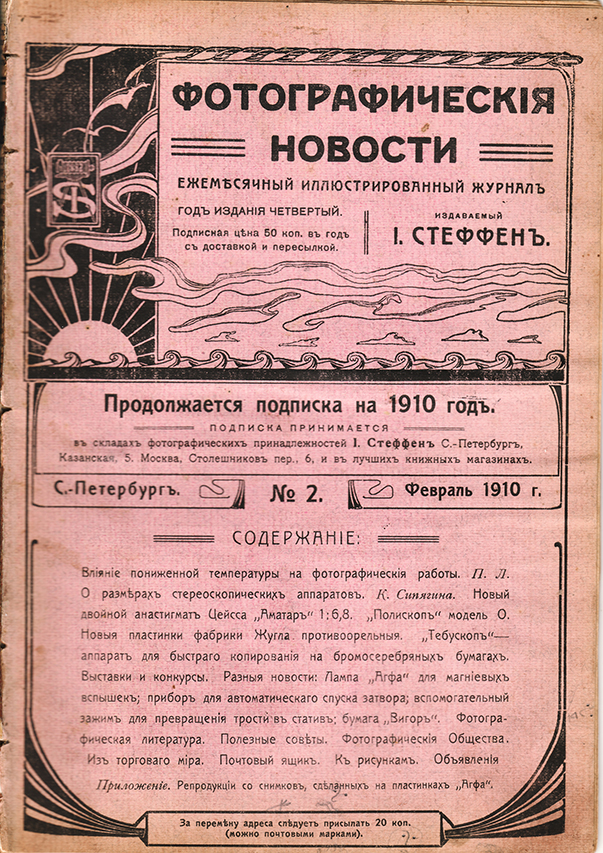 ФОТОГРАФИЧЕСКІЯ
НОВОСТИ
ЕЖЕМѢСЯЧНЫЙ ИЛЛЮСТРИРОВАННЫЙ ЖУРНАЛЪ
ГОДЪ ИЗДАНІЯ ЧЕТВЕРТЫЙ.
Подписная цѣна 50 коп. въ годъ
съ доставкой и пересылкой.
ИЗДАВАЕМЫЙ
І. СТЕФФЕНЪ.
Продолжается подписка на 1910 годъ.
ПОДПИСКА ПРИНИМАЕТСЯ
въ складахъ фотографическихъ принадлежностей І. Стеффенъ С.-Петербургъ,
Казанская, 5. Москва, Столешниковъ пер., 6, и въ лучшихъ книжныхъ магазинахъ.
С.-Петербургъ.
№ 2.
Февраль 1910 г.
СОДЕРЖАНІЕ:
Вліяніе пониженной температуры на фотографическія работы. П. Л.
О размѣрахъ стереоскопическихъ аппаратовъ. К. Сипягина. Новый
двойной анастигматъ Цейсса „Аматаръ" 1:6,8. „Полископъ" модель О.
Новыя пластинки фабрики Жугла противоорельныя. „Тебускопъ"—
аппаратъ для быстраго копированія на бромосеребряныхъ бумагахъ.
Выставки и конкурсы. Разныя новости: Лампа „Агфа" для магніевыхъ
вспышекъ; приборъ для автоматическаго спуска затвора; вспомогательный
зажимъ для превращенія трости въ стативъ; бумага „Вигоръ". Фотогра-
фическая литература. Полезные совѣты. Фотографическія Общества.
Изъ торговаго міра. Почтовый ящикъ. Къ рисункамъ. Объявленія
Приложеніе. Репродукціи со снимковъ, сдѣланныхъ на пластинкахъ „Агфа".
За перемѣну адреса слѣдуетъ присылать 20 коп.
(можно почтовыми марками).